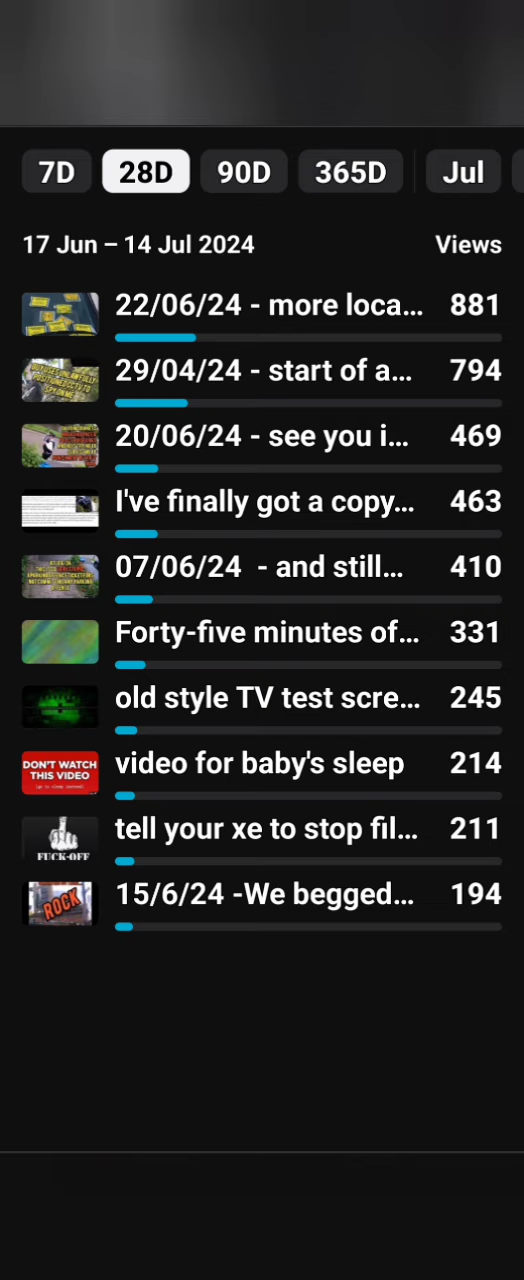 7D 28D 90D 365D Jul
17 Jun – 14 Jul 2024 Views
22/06/24 - more loca... 881
29/04/24 - start of a... 794
20/06/24 - see you i... 469
I've finally got a copy... 463
07/06/24 - and still... 410
Forty-five minutes of... 331
old style TV test scre... 245
DON'T WATCH
THIS VIDEO
video for baby's sleep 214
FUCK-OFF
tell your xe to stop fil... 211
ROCK
15/6/24 -We begged... 194